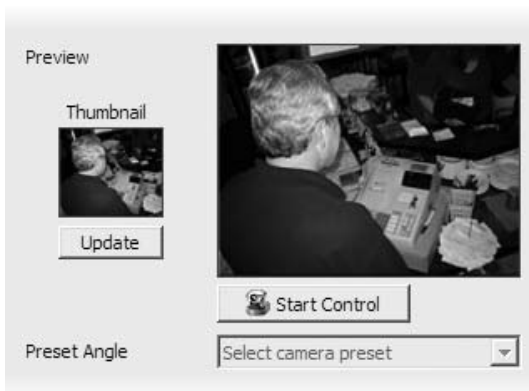 Preview
Thumbnail
Update
Start Control
Preset Angle
Select camera preset